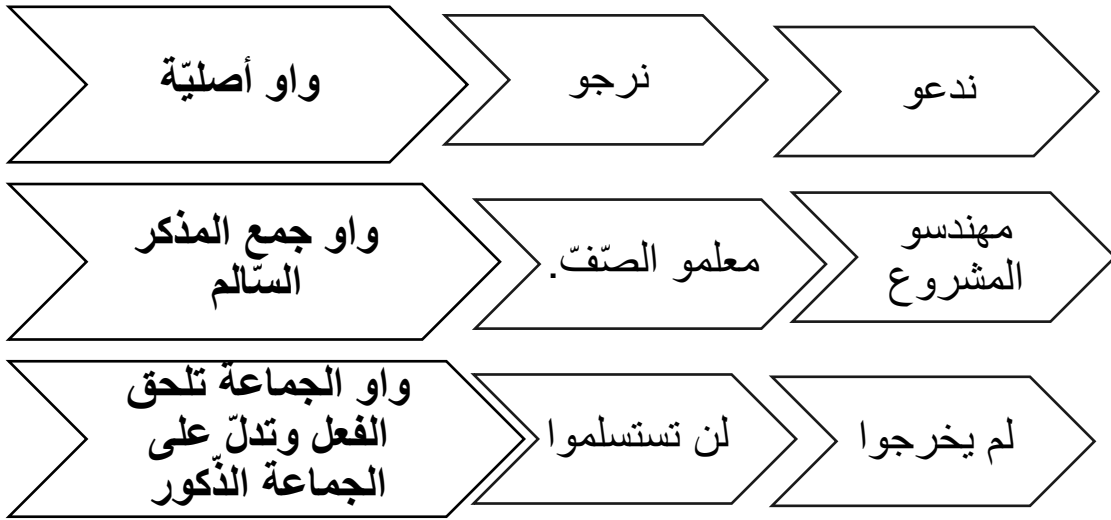 واو أصليّة
نرجو
ندعو
واو جمع المذكر
السّالم
معلمو الصّفّ.
مهندسو
المشروع
واو الجماعة تلحق
الفعل وتدلّ على
الجماعة الذّكور
لن تستسلموا
لم يخرجوا